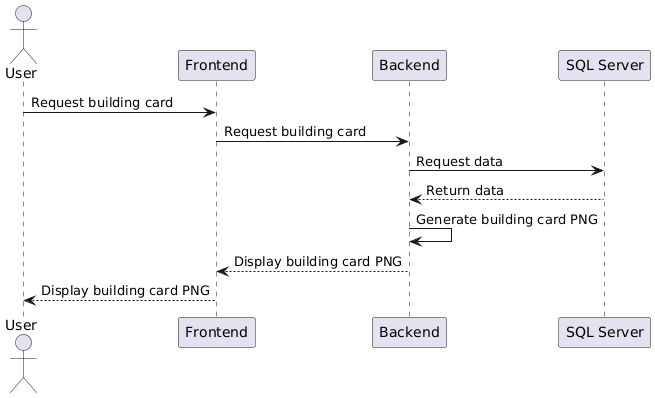 User
Frontend
Backend
SQL Server
Request building card
Request building card
Request data
Return data
Generate building card PNG
Display building card PNG
Display building card PNG
User
Frontend
Backend
SQL Server